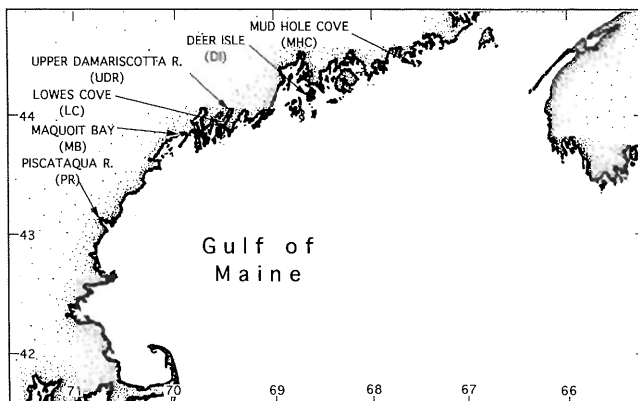 MUD HOLE COVE
(MHC)
DEER ISLE
(DI)
UPPER DAMARISCOTTA R.
(UDR)
LOWES COVE
(LC)
MAQUOIT BAY
(MB)
PISCATAQUA R.
(PR)
44
43
42
Gulf of
Maine
71 70 69 68 67 66